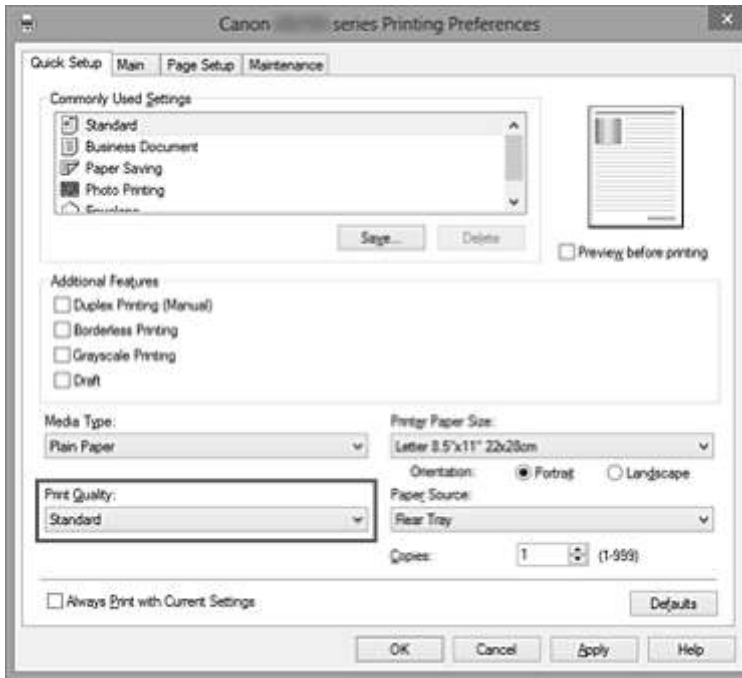 Canon series Printing Preferences
Quick Setup Main Page Setup Maintenance
Commonly Used Settings
Standard
Business Document
Paper Saving
Photo Printing
Envelope
Save... Delete
Preview before printing
Additional Features
Duplex Printing (Manual)
Borderless Printing
Grayscale Printing
Draft
Media Type: Printer Paper Size:
Plain Paper Letter 8.5"x11" 22x28cm
Orientation: Portrait Landscape
Print Quality: Paper Source:
Standard Rear Tray
Copies: 1 (1-999)
Always Print with Current Settings Defaults
OK Cancel Apply Help